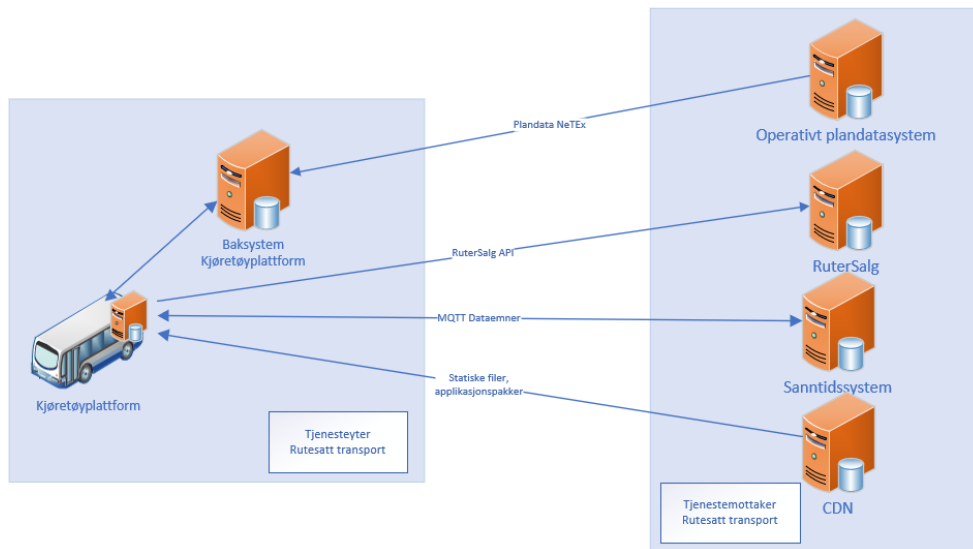 Plandata NeTEx
Operativt plandatasystem
Baksystem
Kjøretøyplattform
RuterSalg API
RuterSalg
MQTT Dataemner
Sanntidssystem
Statiske filer,
applikasjonspakker
Kjøretøyplattform
Tjenesteyter
Rutesatt transport
CDN
Tjenestemottaker
Rutesatt transport